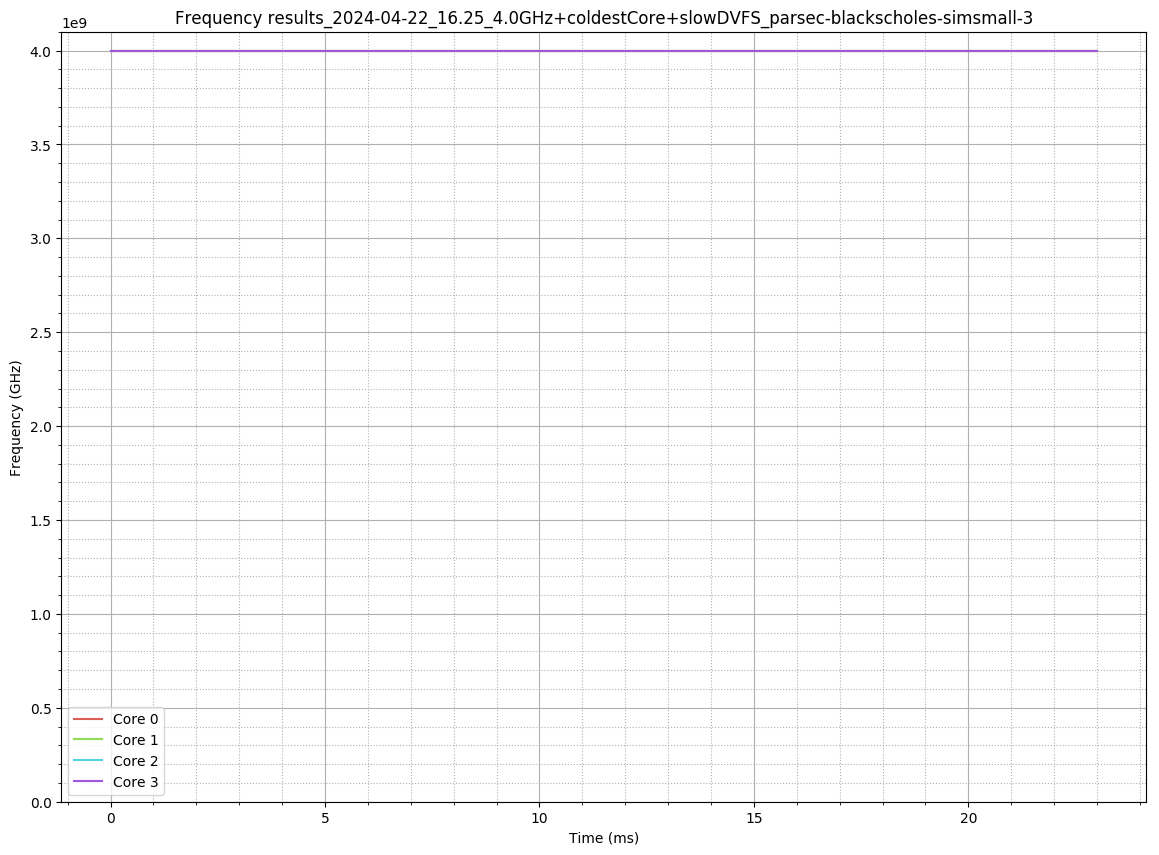 Frequency results_2024-04-22_16.25_4.0GHz+coldestCore+slowDVFS_parsec-blackscholes-simsmall-3
1e9
4.0
3.5
3.0
2.5
2.0
1.5
1.0
0.5
0.0
Frequency (GHz)
Core 0
Core 1
Core 2
Core 3
0
5
10
15
20
Time (ms)